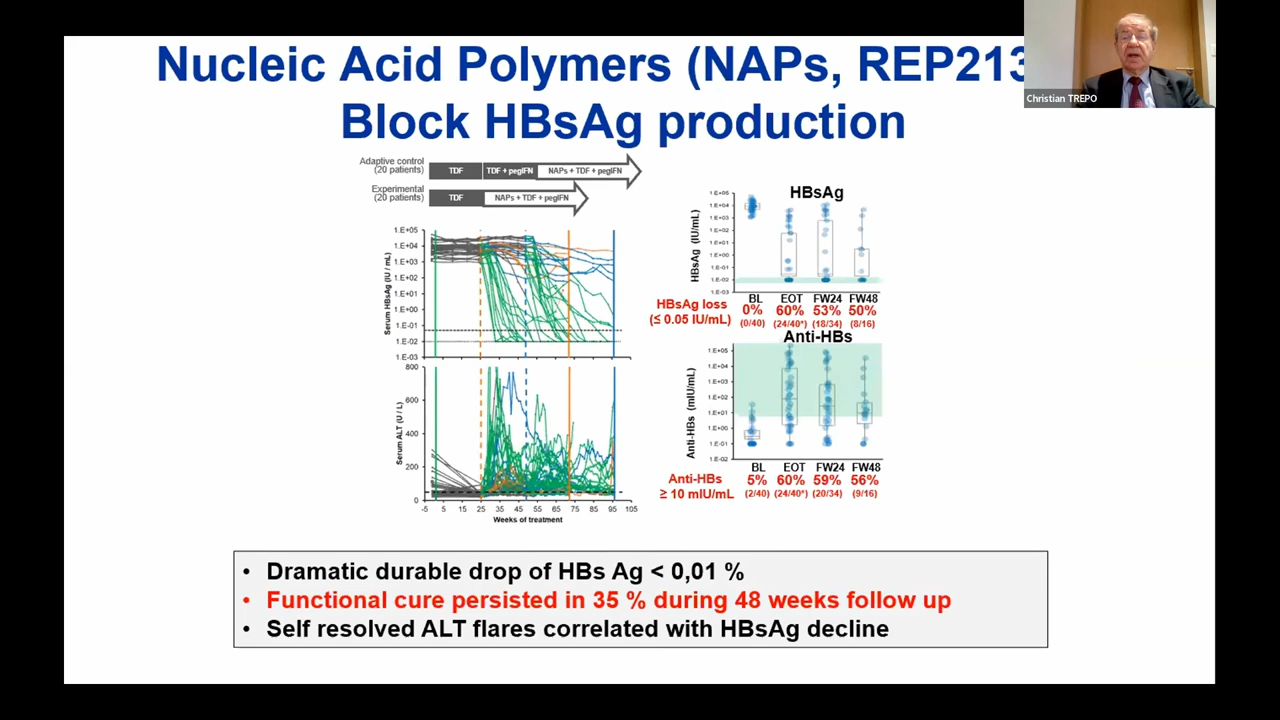 Nucleic Acid Polymers (NAPs, REP213
Block HBsAg production
Christian TREPO
Adaptive control
(20 patients)
TDF
TDF + pegIFN
NAPs + TDF + pegIFN
Experimental
(20 patients)
TDF
NAPs + TDF + pegIFN
Serum HBsAg (IU / mL)
1.E+05
1.E+04
1.E+03
1.E+02
1.E+01
1.E+00
1.E-01
1.E-02
1.E-03
Serum ALT (U / L)
800
600
400
200
0
-5 5 15 25 35 45 55 65 75 85 95 105
Weeks of treatment
HBsAg
HBsAg (IU/mL)
1.E+05
1.E+04
1.E+03
1.E+02
1.E+01
1.E+00
1.E-01
1.E-02
1.E-03
BL EOT FW24 FW48
HBsAg loss
(≤ 0.05 IU/mL)
0% 60% 53% 50%
(0/40) (24/40*) (18/34) (8/16)
Anti-HBs
Anti-HBs (mIU/mL)
1.E+05
1.E+04
1.E+03
1.E+02
1.E+01
1.E+00
1.E-01
1.E-02
BL EOT FW24 FW48
Anti-HBs
≥ 10 mIU/mL
5% 60% 59% 56%
(2/40) (24/40*) (20/34) (9/16)
• Dramatic durable drop of HBs Ag < 0,01 %
• Functional cure persisted in 35 % during 48 weeks follow up
• Self resolved ALT flares correlated with HBsAg decline